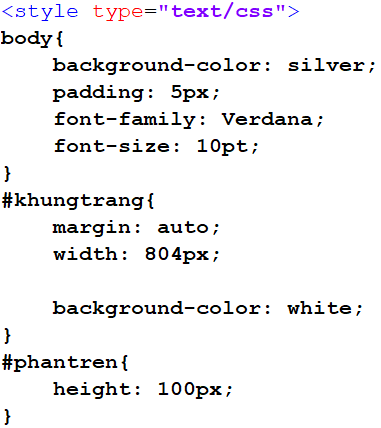 <style type="text/css">
body{
    background-color: silver;
    padding: 5px;
    font-family: Verdana;
    font-size: 10pt;
}
#khungtrang{
    margin: auto;
    width: 804px;

    background-color: white;
}
#phantren{
    height: 100px;
}